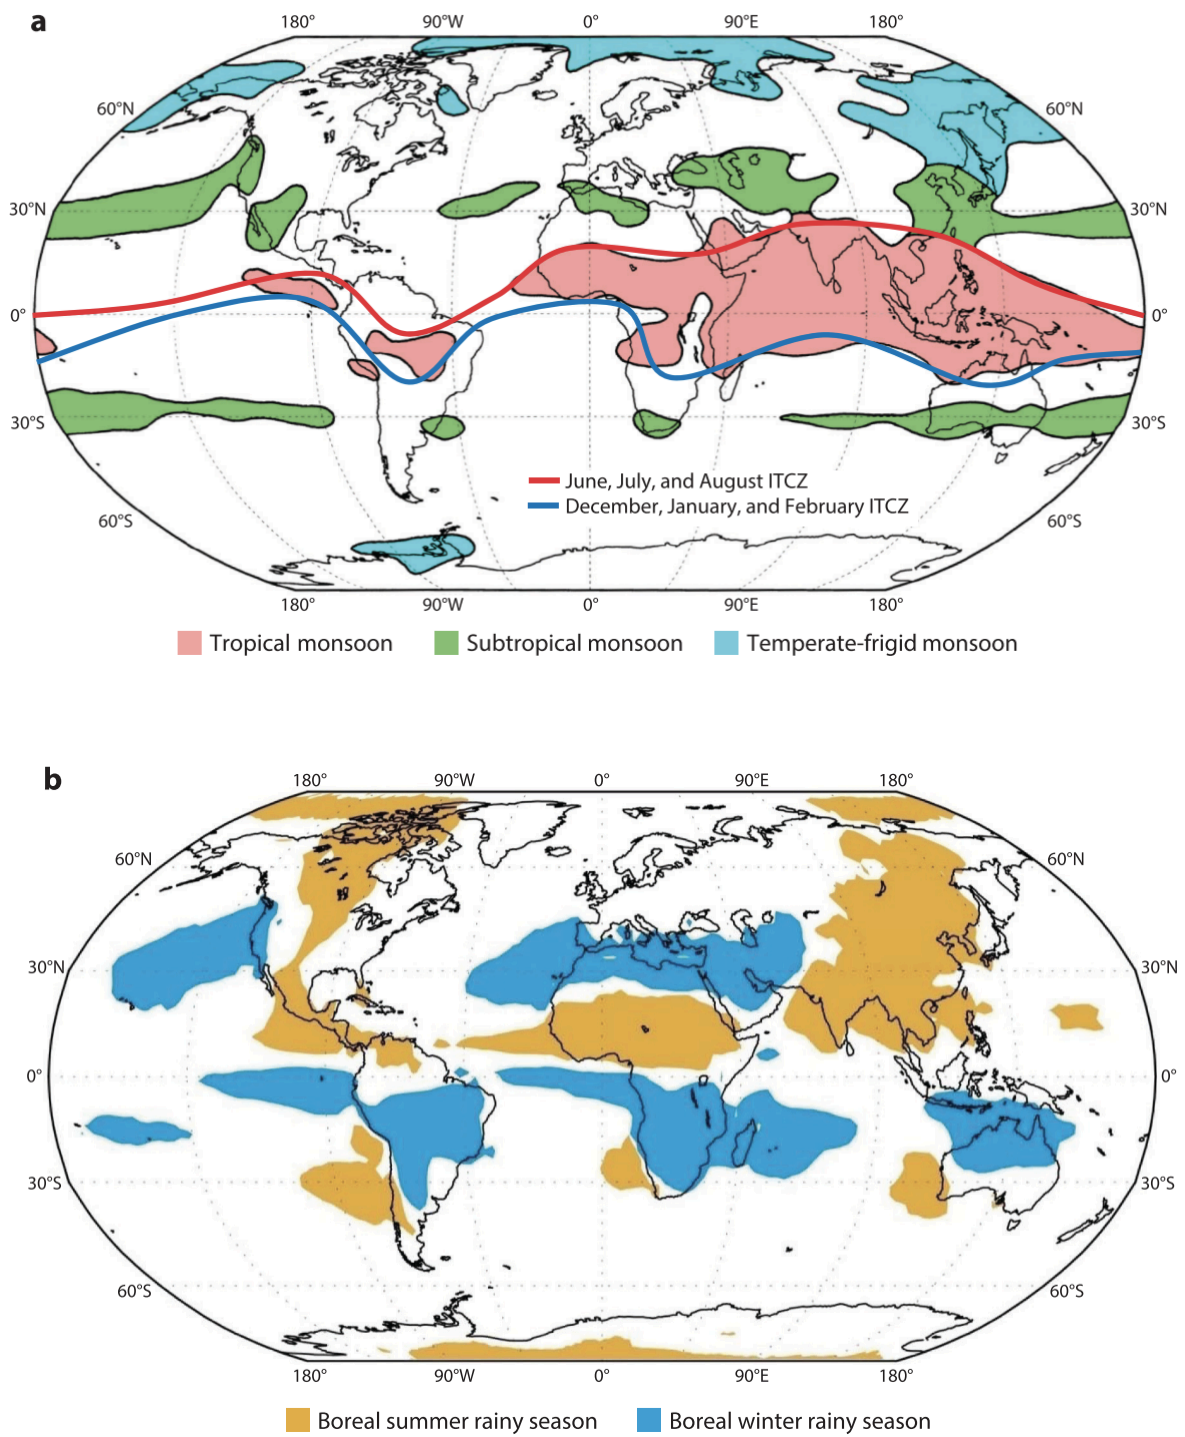 a
180° 90°W 0° 90°E 180°
60°N 60°N
30°N 30°N
0° 0°
30°S 30°S
June, July, and August ITCZ
December, January, and February ITCZ
60°S 60°S
180° 90°W 0° 90°E 180°
Tropical monsoon Subtropical monsoon Temperate-frigid monsoon
b
180° 90°W 0° 90°E 180°
60°N 60°N
30°N 30°N
0° 0°
30°S 30°S
60°S 60°S
180° 90°W 0° 90°E 180°
Boreal summer rainy season Boreal winter rainy season